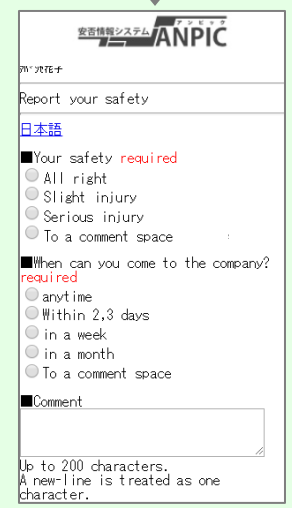 アンピック
安否情報システム ANPIC
ｱﾝﾋﾟ花子
Report your safety
日本語
■Your safety required
All right
Slight injury
Serious injury
To a comment space
■When can you come to the company?
required
anytime
Within 2,3 days
in a week
in a month
To a comment space
■Comment
Up to 200 characters.
A new-line is treated as one
character.